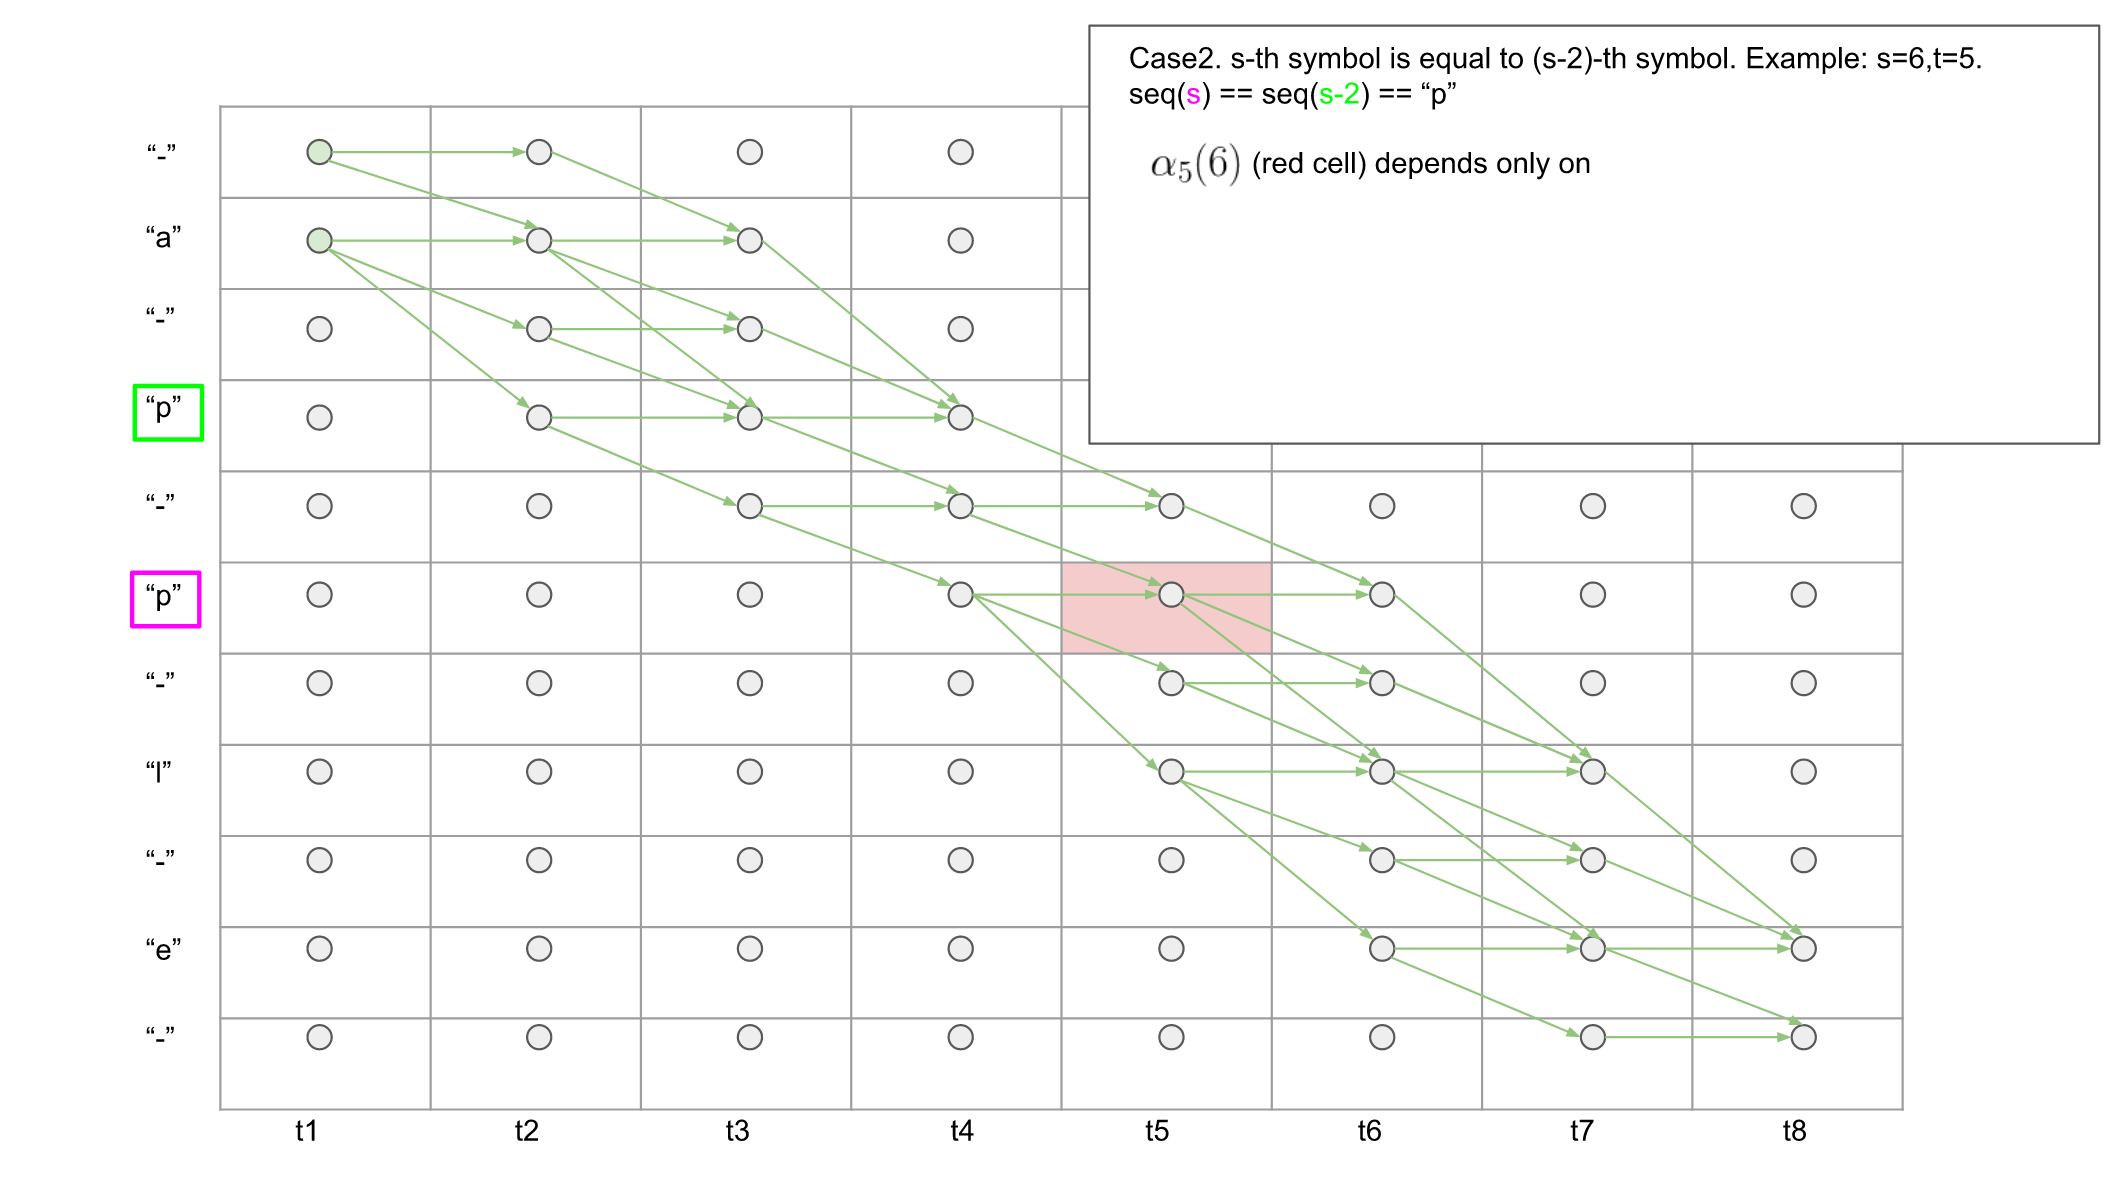 Case2. s-th symbol is equal to (s-2)-th symbol. Example: s=6,t=5.
seq(s) == seq(s-2) == “p”
α₅(6) (red cell) depends only on
“-”
“a”
“-”
“p”
“-”
“p”
“-”
“l”
“-”
“e”
“-”
t1 t2 t3 t4 t5 t6 t7 t8